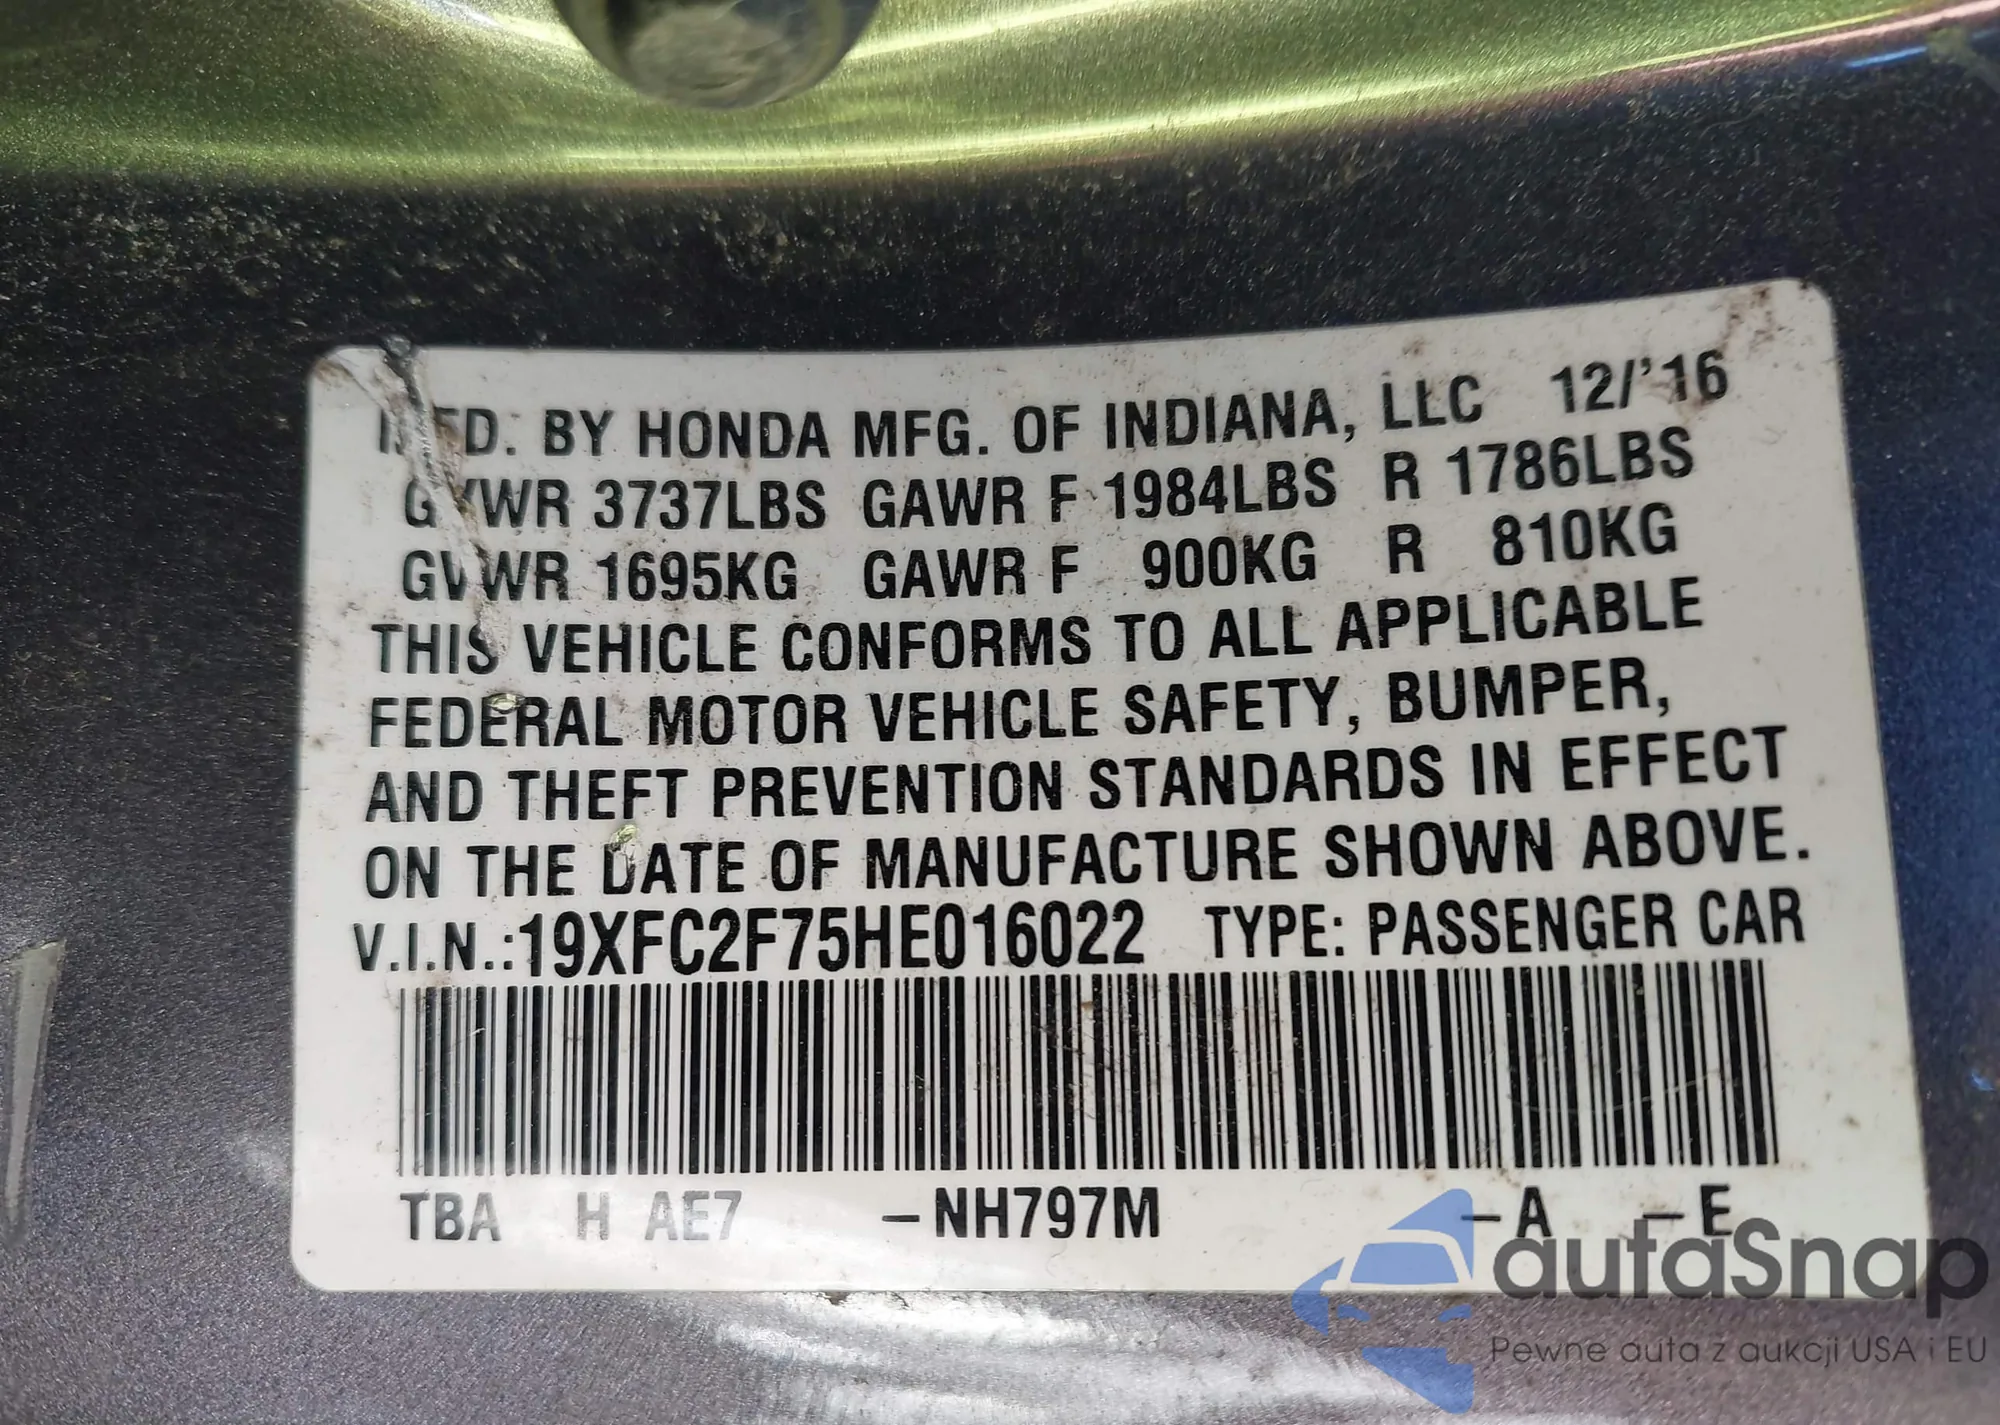 MFD. BY HONDA MFG. OF INDIANA, LLC 12/'16
GVWR 3737LBS GAWR F 1984LBS R 1786LBS
GVWR 1695KG GAWR F 900KG R 810KG
THIS VEHICLE CONFORMS TO ALL APPLICABLE
FEDERAL MOTOR VEHICLE SAFETY, BUMPER,
AND THEFT PREVENTION STANDARDS IN EFFECT
ON THE DATE OF MANUFACTURE SHOWN ABOVE.
V.I.N.:19XFC2F75HE016022 TYPE: PASSENGER CAR
TBA H AE7 –NH797M –A –E
autaSnap
Pewne auta z aukcji USA i EU